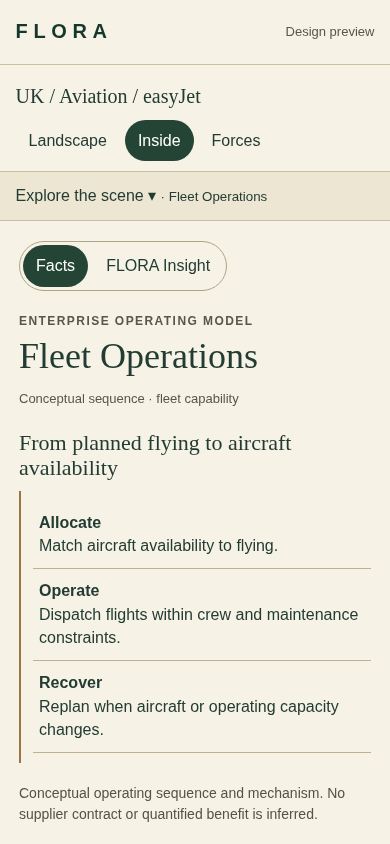 FLORA
Design preview
UK / Aviation / easyJet
Landscape
Inside
Forces
Explore the scene ▾ · Fleet Operations
Facts
FLORA Insight
ENTERPRISE OPERATING MODEL
Fleet Operations
Conceptual sequence · fleet capability
From planned flying to aircraft
availability
Allocate
Match aircraft availability to flying.
Operate
Dispatch flights within crew and maintenance
constraints.
Recover
Replan when aircraft or operating capacity
changes.
Conceptual operating sequence and mechanism. No
supplier contract or quantified benefit is inferred.